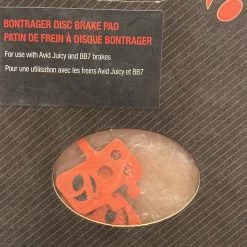 BONTRAGER DISC BRAKE PAD
PATIN DE FREIN À DISQUE BONTRAGER
For use with Avid Juicy and BB7 brakes
Pour une utilisation avec les freins Avid Juicy et BB7